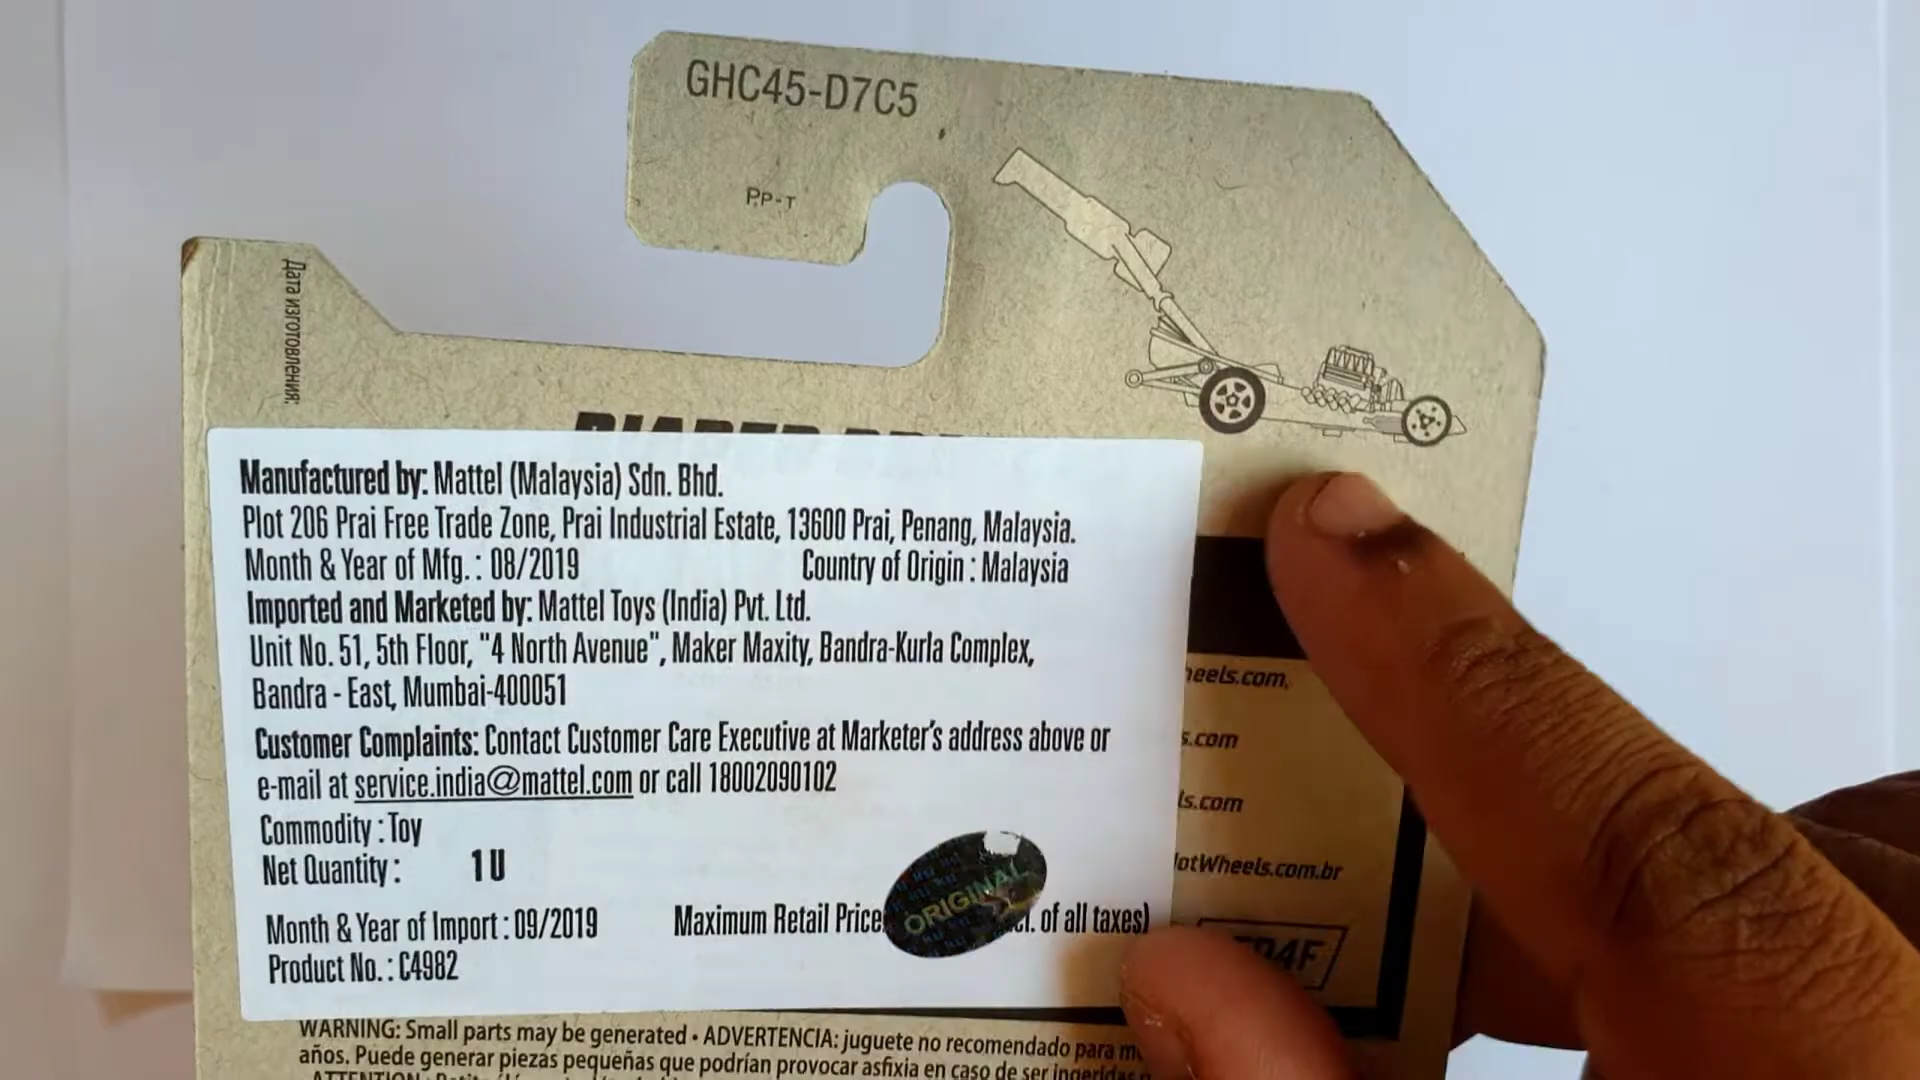 GHC45-D7C5
PP-T
Дата изготовления:
Manufactured by: Mattel (Malaysia) Sdn. Bhd.
Plot 206 Prai Free Trade Zone, Prai Industrial Estate, 13600 Prai, Penang, Malaysia.
Month & Year of Mfg. : 08/2019 Country of Origin : Malaysia
Imported and Marketed by: Mattel Toys (India) Pvt. Ltd.
Unit No. 51, 5th Floor, "4 North Avenue", Maker Maxity, Bandra-Kurla Complex,
Bandra - East, Mumbai-400051
Customer Complaints: Contact Customer Care Executive at Marketer's address above or
e-mail at service.india@mattel.com or call 18002090102
Commodity : Toy
Net Quantity : 1 U
Month & Year of Import : 09/2019 Maximum Retail Price of all taxes)
Product No. : C4982
ORIGINAL
heels.com,
s.com
ls.com
lotWheels.com.br
WARNING: Small parts may be generated • ADVERTENCIA: juguete no recomendado para
años. Puede generar piezas pequeñas que podrían provocar asfixia en caso de ser ingeridas